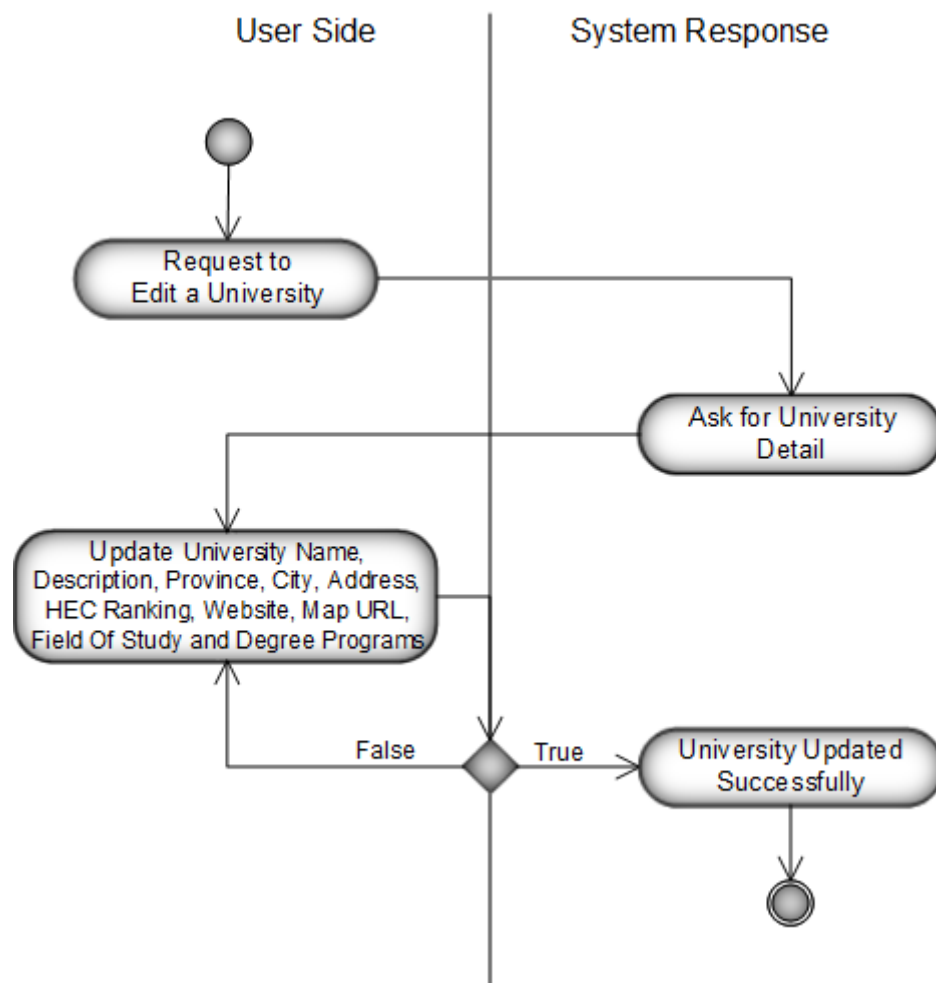 User Side
System Response
Request to
Edit a University
Ask for University
Detail
Update University Name,
Description, Province, City, Address,
HEC Ranking, Website, Map URL,
Field Of Study and Degree Programs
False
True
University Updated
Successfully